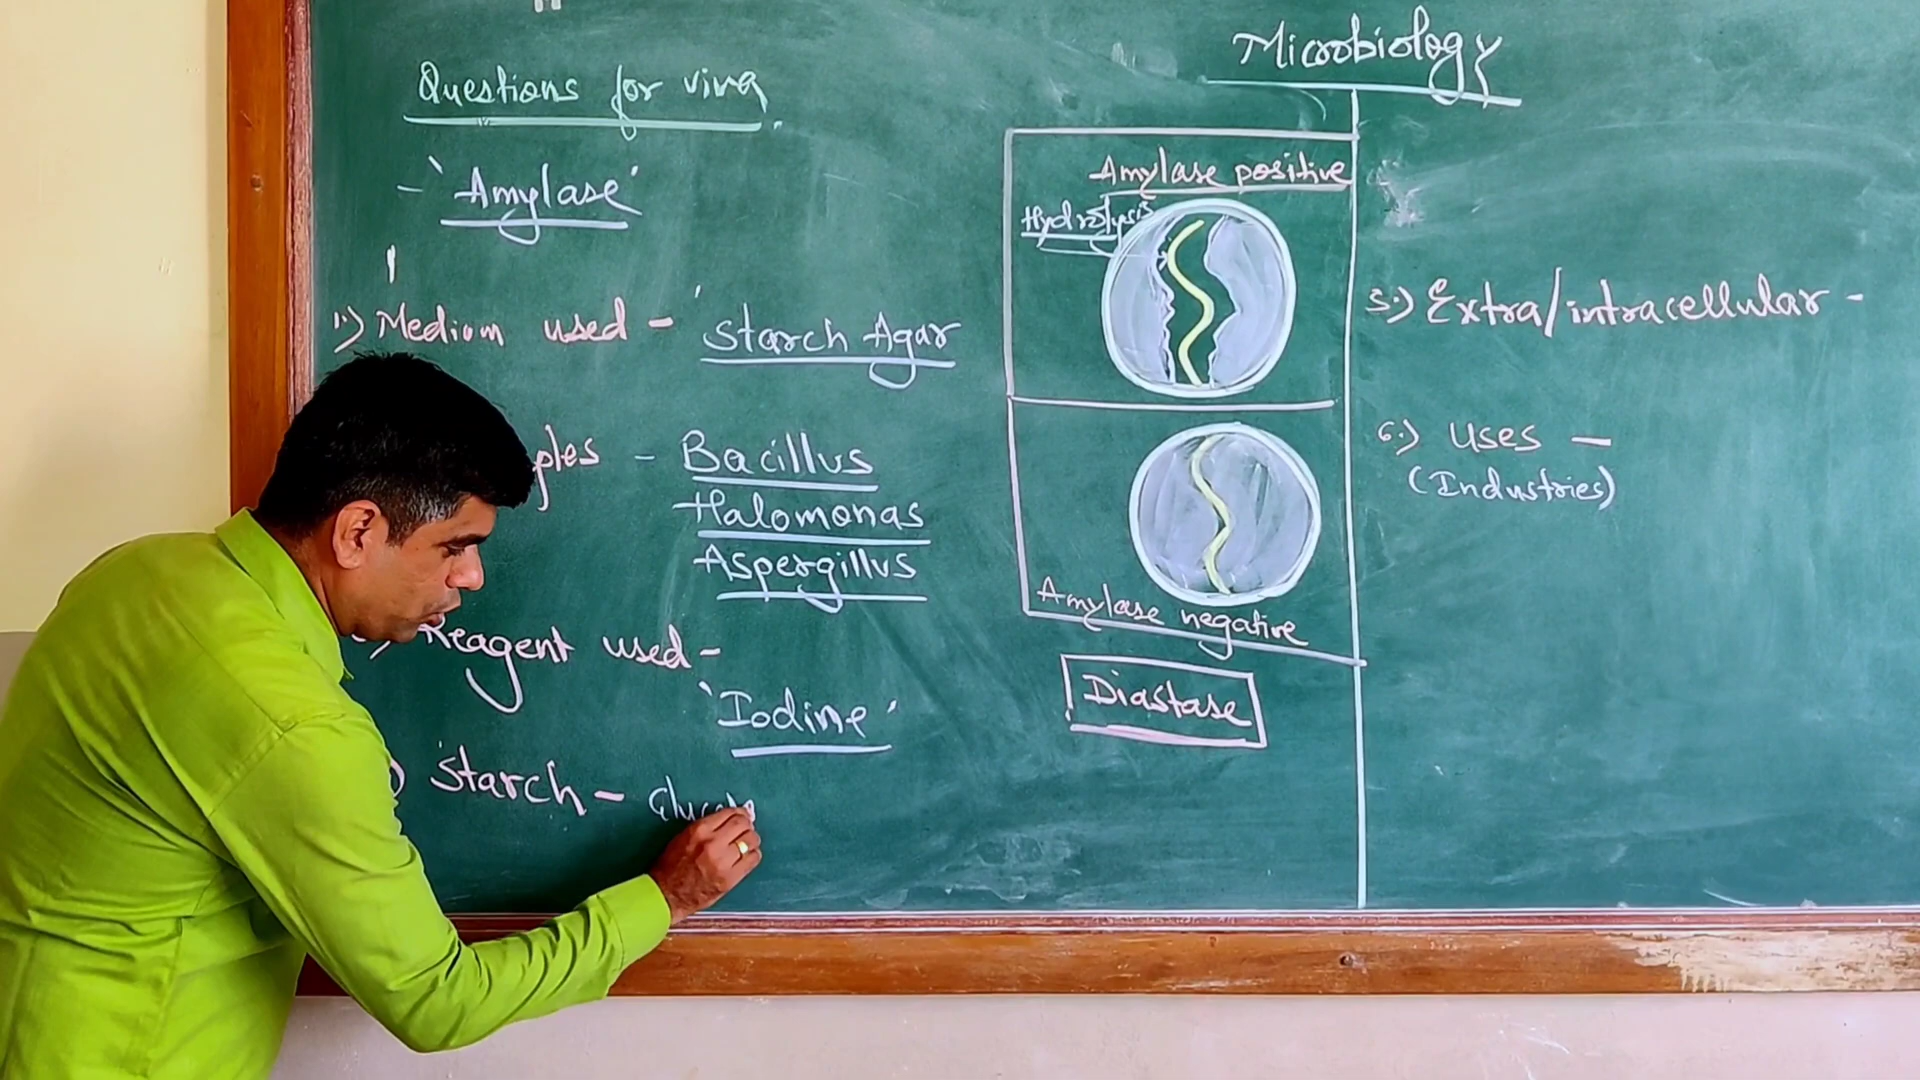 Microbiology
Questions for viva
- 'Amylase'
1.) Medium used - 'Starch Agar
- Bacillus
Halomonas
Aspergillus
Reagent used -
'Iodine'
) Starch -
Amylase positive
Hydrolysis
Amylase negative
Diastase
5.) Extra/intracellular -
6.) Uses -
(Industries)